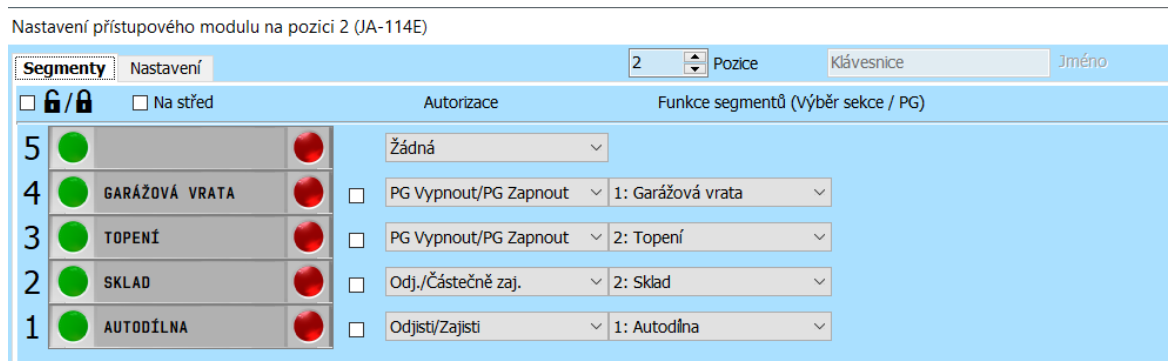 Nastavení přístupového modulu na pozici 2 (JA-114E)
Segmenty Nastavení 2 Pozice Klávesnice Jméno
/ Na střed Autorizace Funkce segmentů (Výběr sekce / PG)
5 Žádná
4 GARÁŽOVÁ VRATA PG Vypnout/PG Zapnout 1: Garážová vrata
3 TOPENÍ PG Vypnout/PG Zapnout 2: Topení
2 SKLAD Odj./Částečně zaj. 2: Sklad
1 AUTODÍLNA Odjisti/Zajisti 1: Autodílna